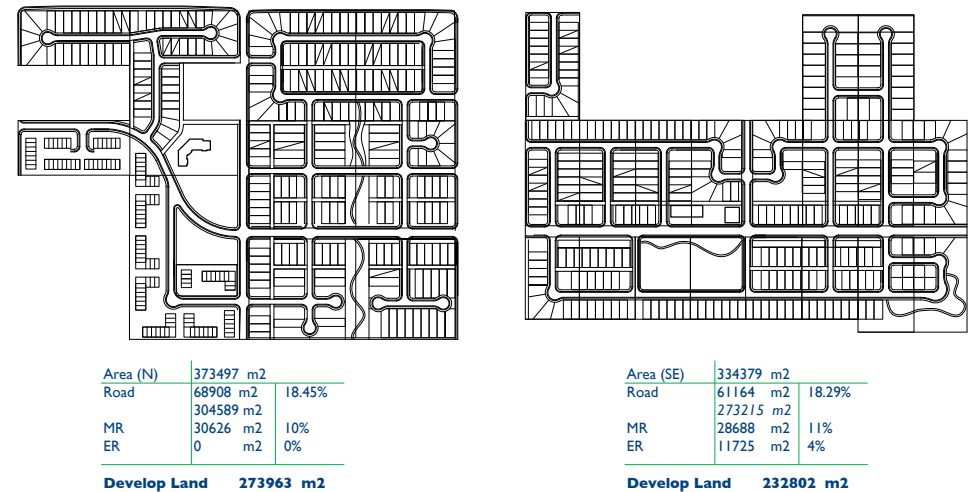 Area (N) 373497 m2
Road 68908 m2 18.45%
304589 m2
MR 30626 m2 10%
ER 0 m2 0%
Develop Land 273963 m2
Area (SE) 334379 m2
Road 61164 m2 18.29%
273215 m2
MR 28688 m2 11%
ER 11725 m2 4%
Develop Land 232802 m2